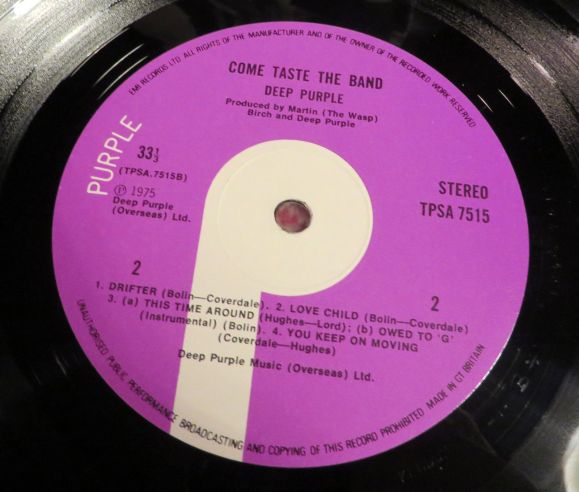 EMI RECORDS LTD ALL RIGHTS OF THE MANUFACTURER AND OF THE OWNER OF THE RECORDED WORK RESERVED
COME TASTE THE BAND
DEEP PURPLE
Produced by Martin (The Wasp)
Birch and Deep Purple
PURPLE
33⅓
(TPSA.7515B)
Ⓟ 1975
Deep Purple
(Overseas) Ltd.
STEREO
TPSA 7515
2
2
1. DRIFTER (Bolin—Coverdale). 2. LOVE CHILD (Bolin—Coverdale)
3. (a) THIS TIME AROUND (Hughes—Lord); (b) OWED TO 'G'
(Instrumental) (Bolin). 4. YOU KEEP ON MOVING
(Coverdale—Hughes)
Deep Purple Music (Overseas) Ltd.
UNAUTHORISED PUBLIC PERFORMANCE BROADCASTING AND COPYING OF THIS RECORD PROHIBITED MADE IN GT BRITAIN